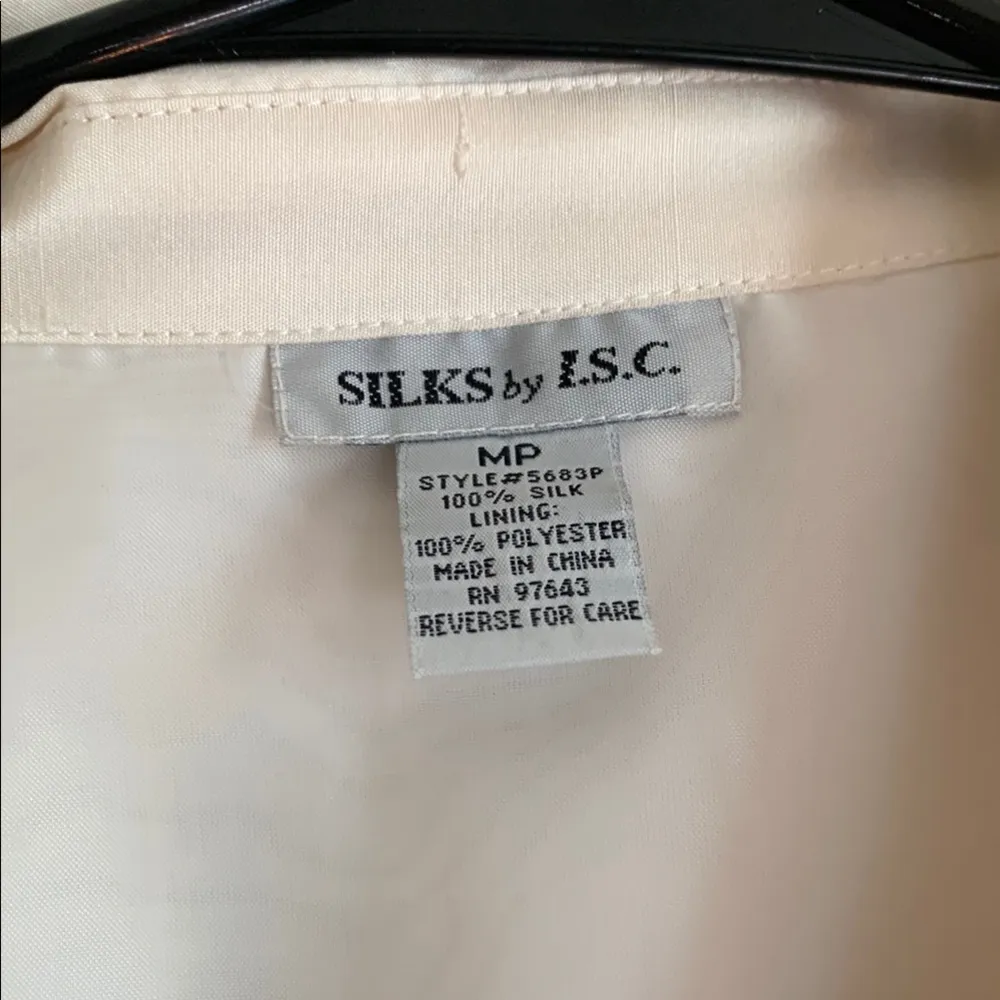 SILKS by I.S.C.
MP
STYLE#5683P
100% SILK
LINING:
100% POLYESTER
MADE IN CHINA
RN 97643
REVERSE FOR CARE